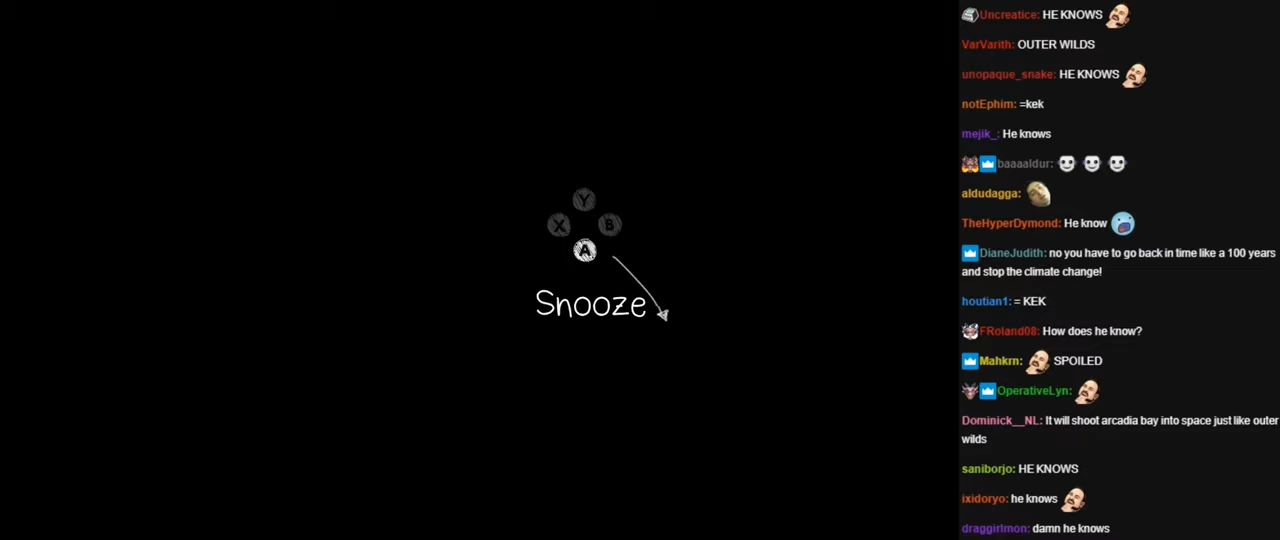 Y
X B
A
Snooze
Uncreatice: HE KNOWS
VarVarith: OUTER WILDS
unopaque_snake: HE KNOWS
notEphim: =kek
mejik_: He knows
baaaaldur:
aldudagga:
TheHyperDymond: He know
DianeJudith: no you have to go back in time like a 100 years
and stop the climate change!
houtian1: = KEK
FRoland08: How does he know?
Mahkrn: SPOILED
OperativeLyn:
Dominick__NL: It will shoot arcadia bay into space just like outer
wilds
saniborjo: HE KNOWS
ixidoryo: he knows
draggirlmon: damn he knows